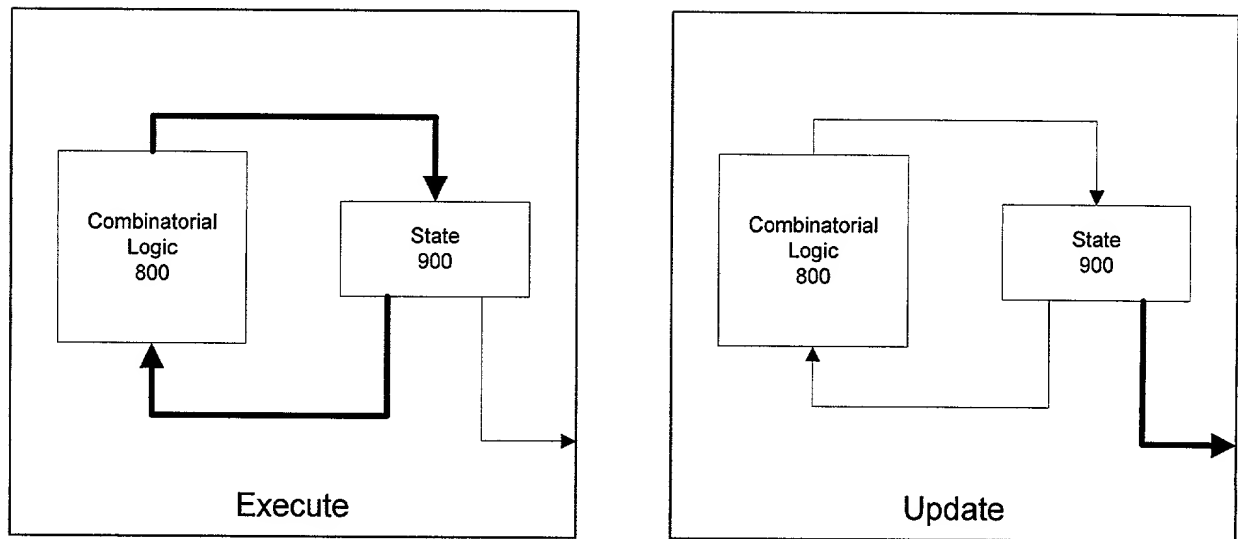 Combinatorial
Logic
800
State
900
Execute
Combinatorial
Logic
800
State
900
Update